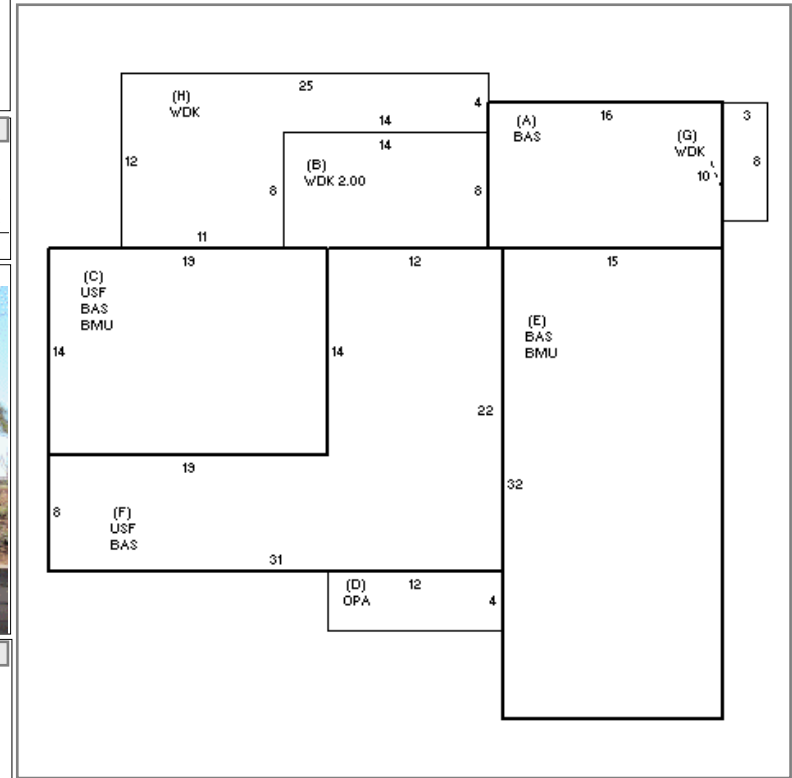 25
(H)
WDK
4
14
14
12
(B)
WDK 2.00
8
8
11
(A)
BAS
16
(G)
WDK
10
3
8
19
(C)
USF
BAS
BMU
14
14
12
15
(E)
BAS
BMU
22
32
19
8
(F)
USF
BAS
31
(D)
OPA
12
4